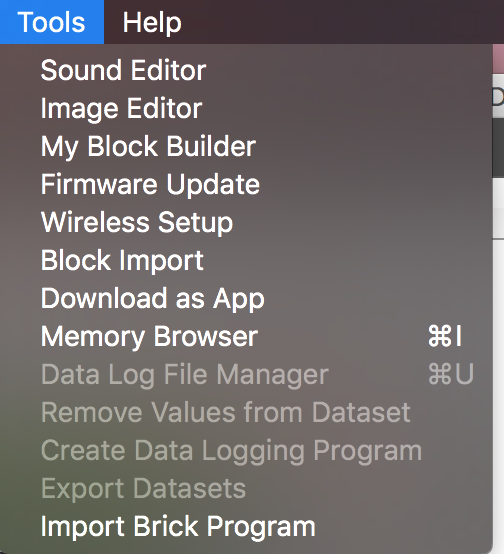 Tools Help
Sound Editor
Image Editor
My Block Builder
Firmware Update
Wireless Setup
Block Import
Download as App
Memory Browser ⌘I
Data Log File Manager ⌘U
Remove Values from Dataset
Create Data Logging Program
Export Datasets
Import Brick Program